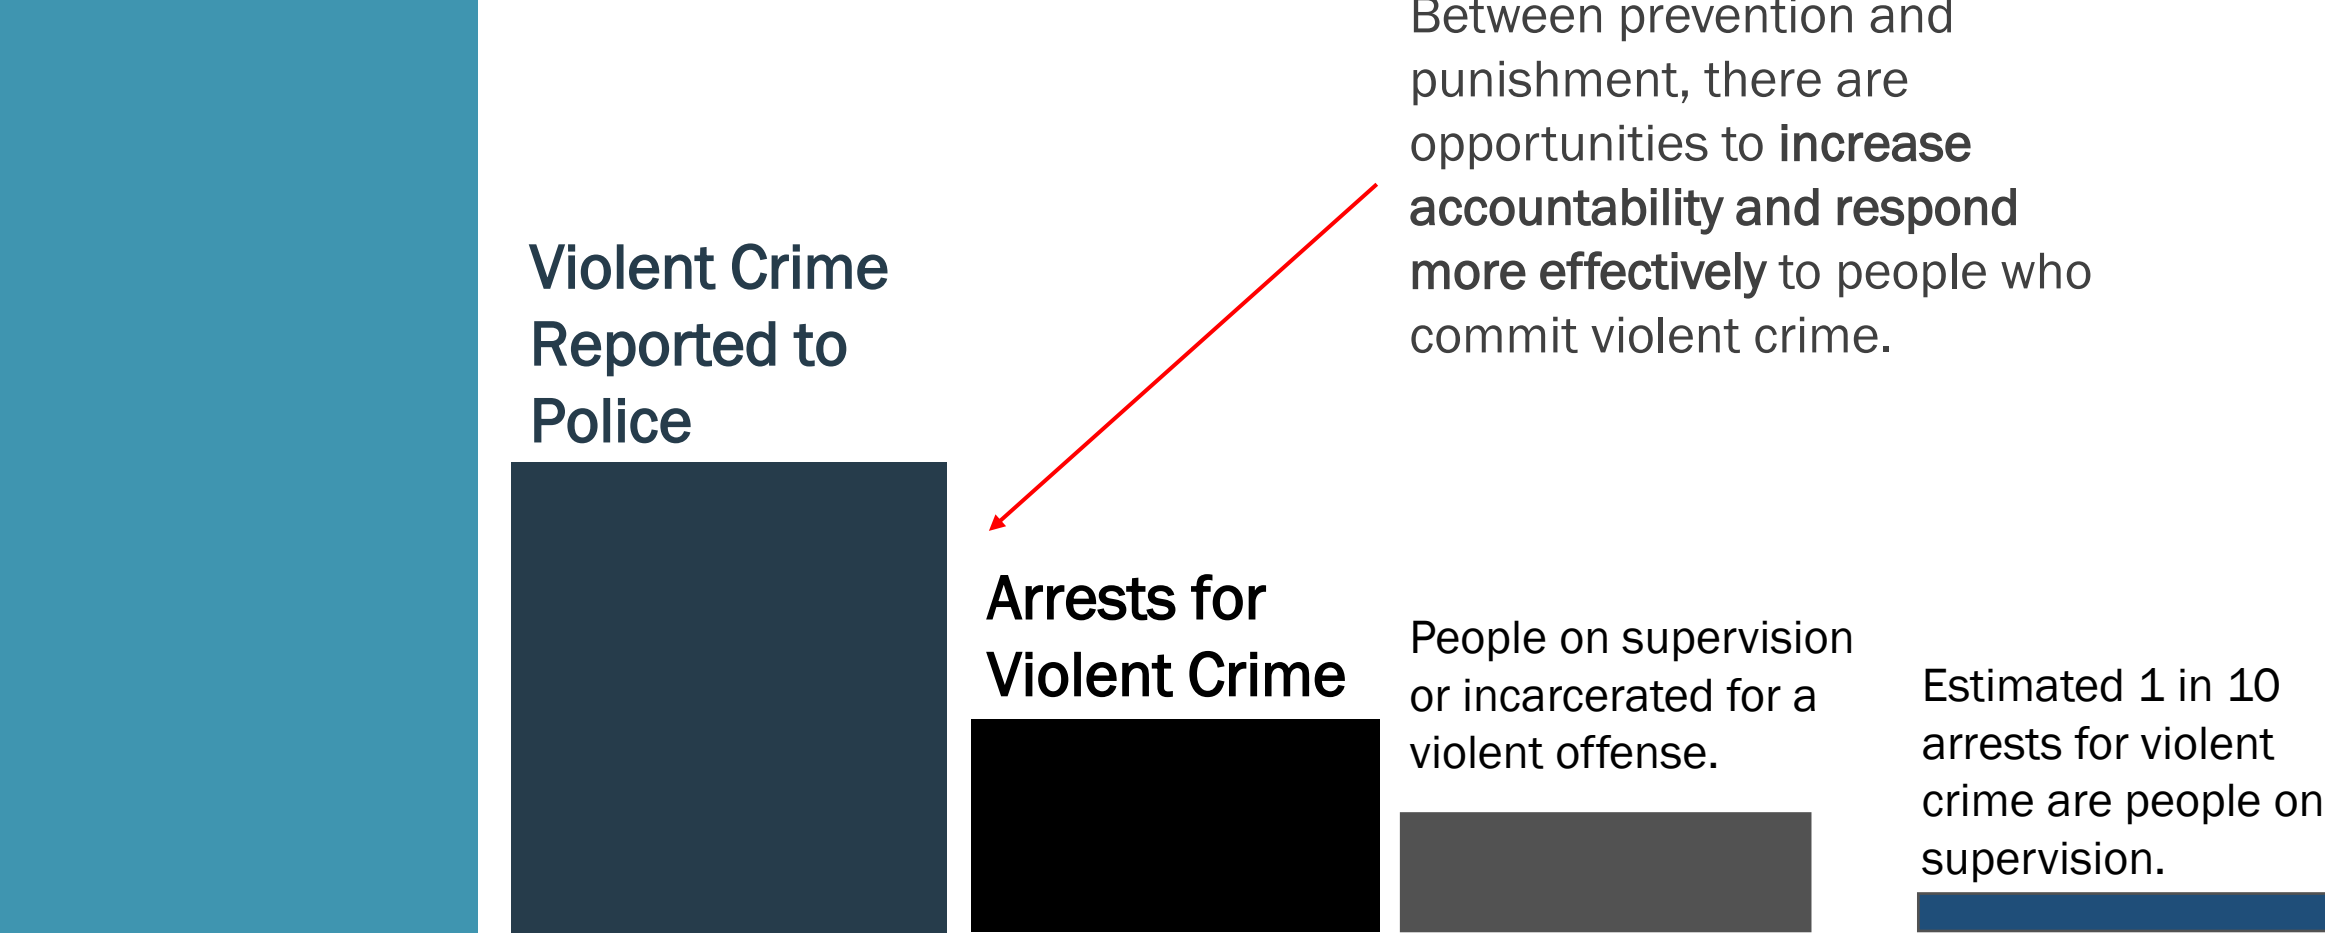 Between prevention and
punishment, there are
opportunities to increase
accountability and respond
more effectively to people who
commit violent crime.
Violent Crime
Reported to
Police
Arrests for
Violent Crime
People on supervision
or incarcerated for a
violent offense.
Estimated 1 in 10
arrests for violent
crime are people on
supervision.